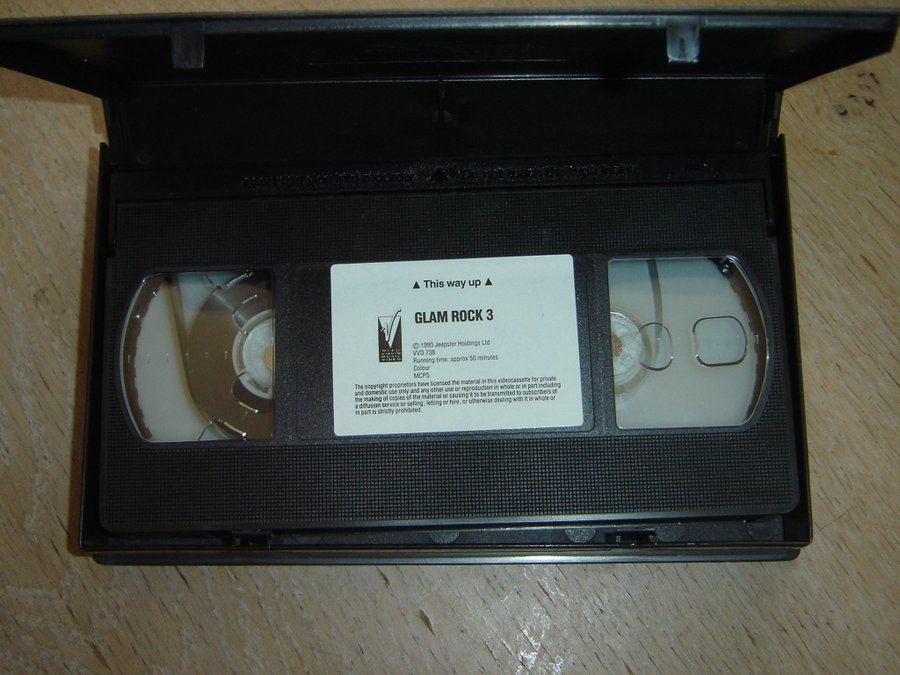 ▲ This way up ▲
GLAM ROCK 3
© 1990 Jeepster Holdings Ltd
VVD 738
Running time: approx 50 minutes
Colour
MCPS
The copyright proprietors have licensed the material in this videocassette for private
and domestic use only and any other use or reproduction in whole or in part including
the making of copies of the material or causing it to be transmitted to subscribers of
a diffusion service or selling, letting or hire, or otherwise dealing with it in whole or
in part is strictly prohibited.